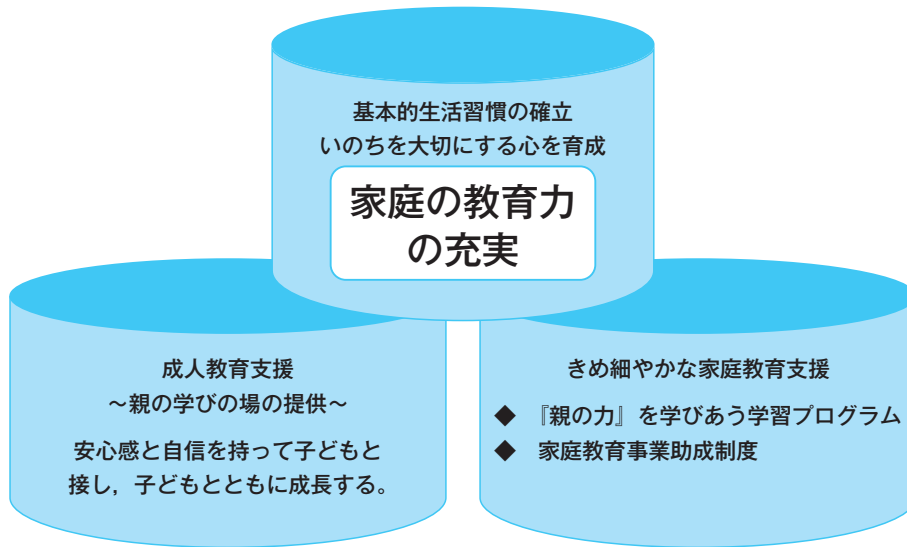 基本的生活習慣の確立
いのちを大切にする心を育成
家庭の教育力
の充実
成人教育支援
～親の学びの場の提供～
安心感と自信を持って子どもと
接し，子どもとともに成長する。
きめ細やかな家庭教育支援
◆ 『親の力』を学びあう学習プログラム
◆ 家庭教育事業助成制度